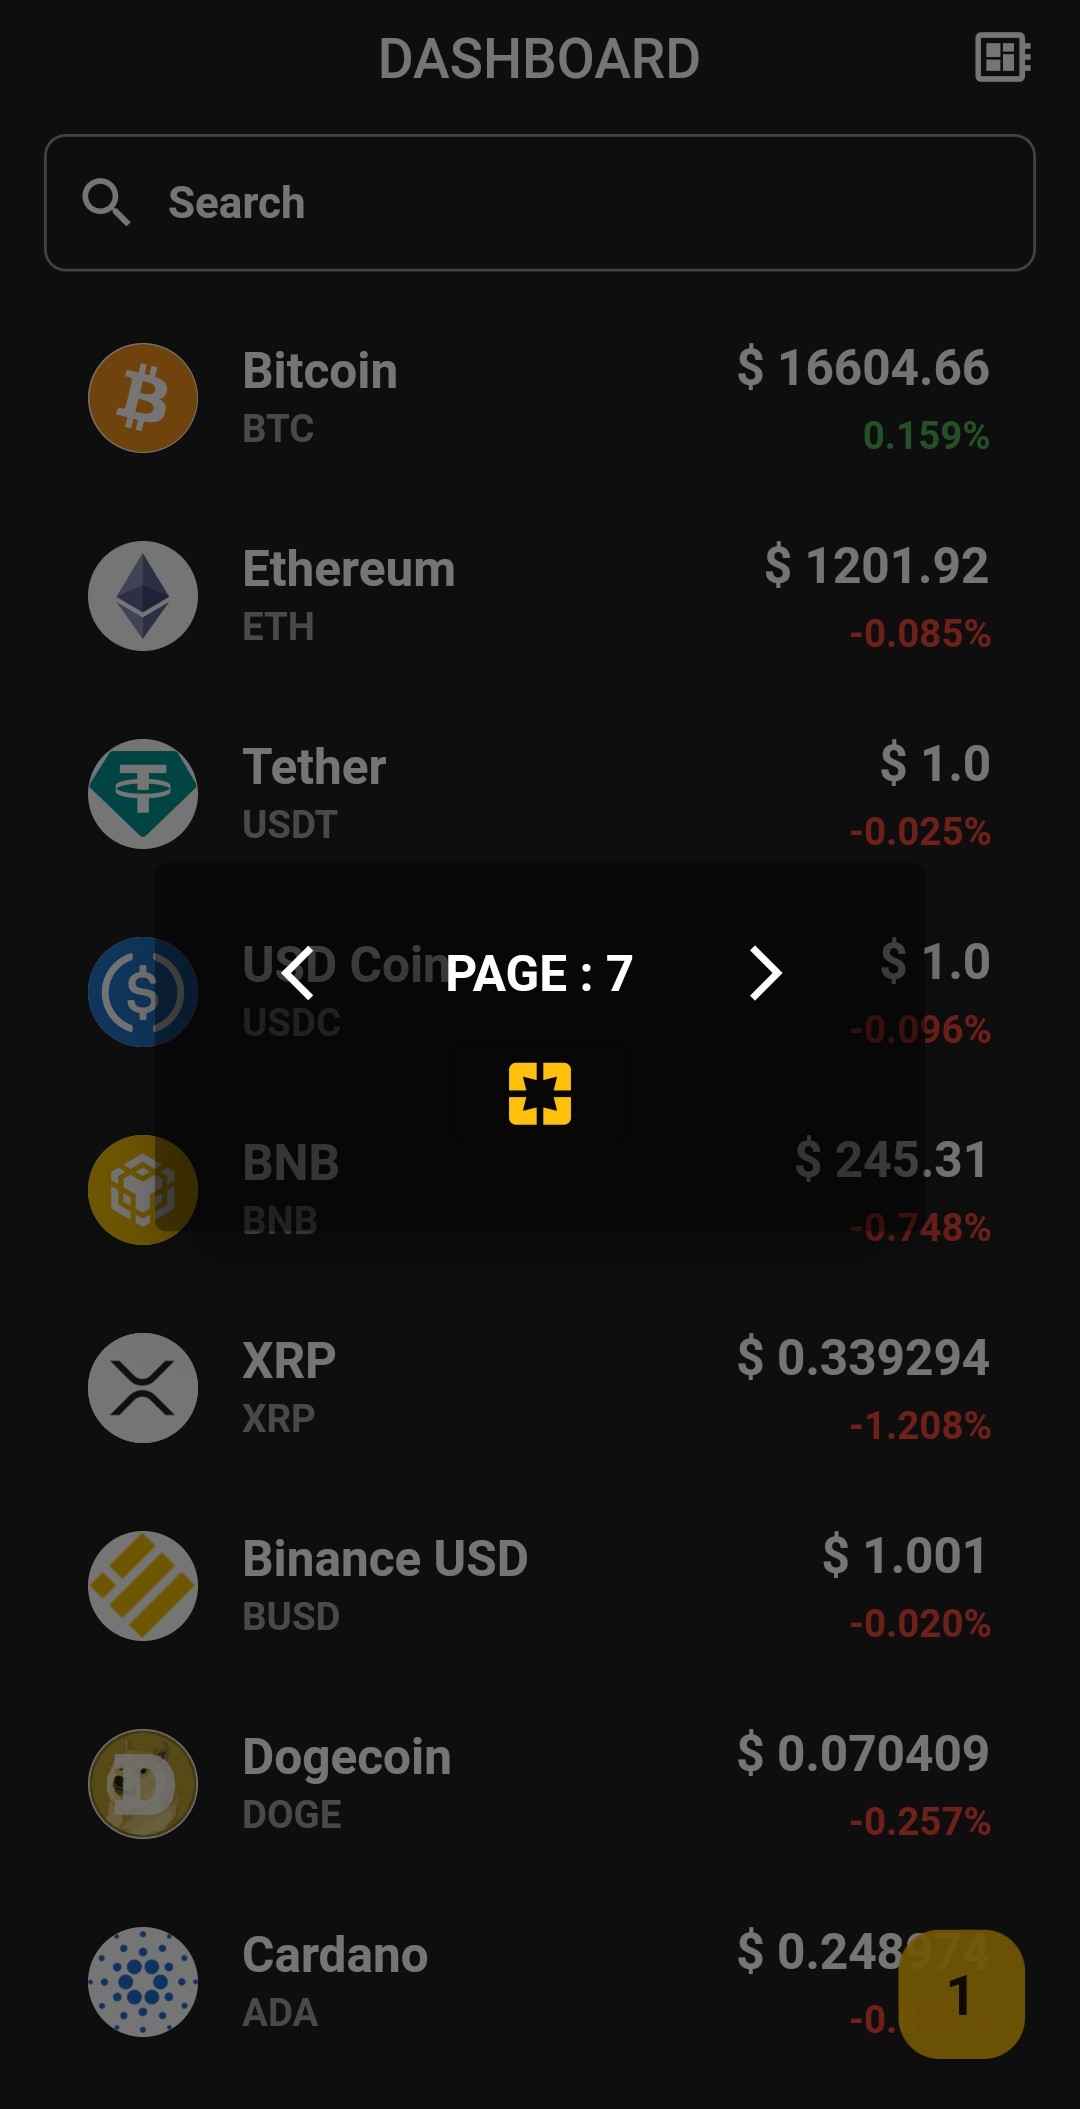 DASHBOARD
Search
Bitcoin
$ 16604.66
BTC
0.159%
Ethereum
$ 1201.92
ETH
-0.085%
Tether
$ 1.0
USDT
-0.025%
USD Coin
$ 1.0
PAGE : 7
USDC
-0.096%
BNB
$ 245.31
BNB
-0.748%
XRP
$ 0.339294
XRP
-1.208%
Binance USD
$ 1.001
BUSD
-0.020%
Dogecoin
$ 0.070409
DOGE
-0.257%
Cardano
$ 0.248974
ADA
1